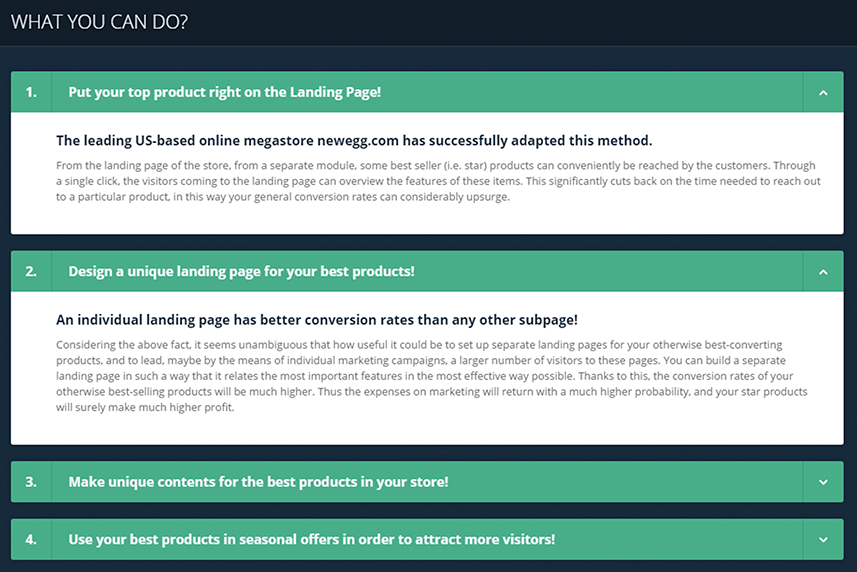 WHAT YOU CAN DO?
1. Put your top product right on the Landing Page!
The leading US-based online megastore newegg.com has successfully adapted this method.
From the landing page of the store, from a separate module, some best seller (i.e. star) products can conveniently be reached by the customers. Through
a single click, the visitors coming to the landing page can overview the features of these items. This significantly cuts back on the time needed to reach out
to a particular product, in this way your general conversion rates can considerably upsurge.
2. Design a unique landing page for your best products!
An individual landing page has better conversion rates than any other subpage!
Considering the above fact, it seems unambiguous that how useful it could be to set up separate landing pages for your otherwise best-converting
products, and to lead, maybe by the means of individual marketing campaigns, a larger number of visitors to these pages. You can build a separate
landing page in such a way that it relates the most important features in the most effective way possible. Thanks to this, the conversion rates of your
otherwise best-selling products will be much higher. Thus the expenses on marketing will return with a much higher probability, and your star products
will surely make much higher profit.
3. Make unique contents for the best products in your store!
4. Use your best products in seasonal offers in order to attract more visitors!